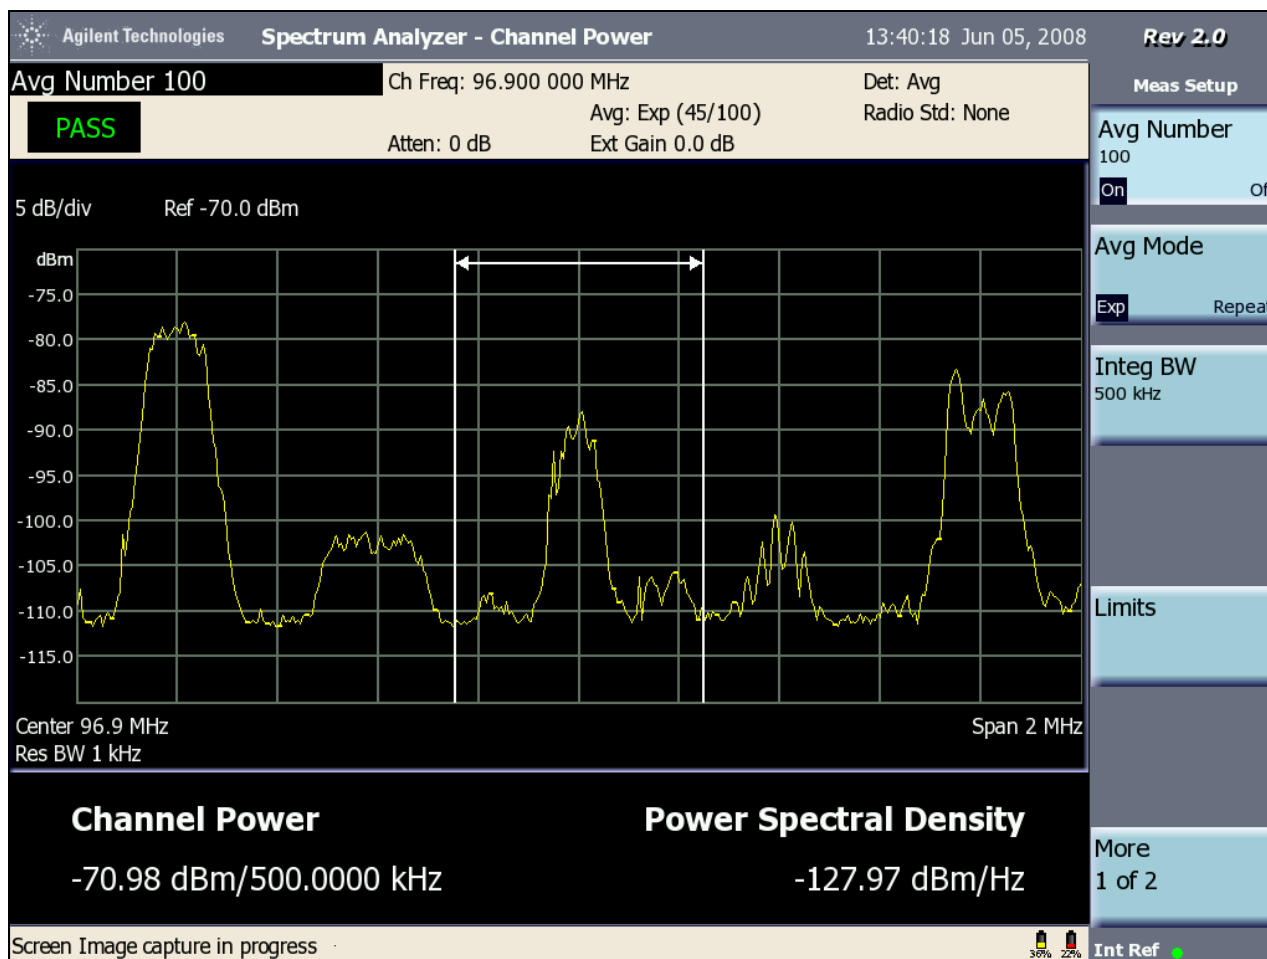 Agilent Technologies Spectrum Analyzer - Channel Power 13:40:18 Jun 05, 2008 Rev 2.0
Avg Number 100 Ch Freq: 96.900 000 MHz Det: Avg
PASS Avg: Exp (45/100) Radio Std: None
Atten: 0 dB Ext Gain 0.0 dB
5 dB/div Ref -70.0 dBm
dBm
-75.0
-80.0
-85.0
-90.0
-95.0
-100.0
-105.0
-110.0
-115.0
Center 96.9 MHz Span 2 MHz
Res BW 1 kHz
Channel Power Power Spectral Density
-70.98 dBm/500.0000 kHz -127.97 dBm/Hz
Screen Image capture in progress 36% 22%
Meas Setup
Avg Number
100
On Of
Avg Mode
Exp Repeat
Integ BW
500 kHz
Limits
More
1 of 2
Int Ref